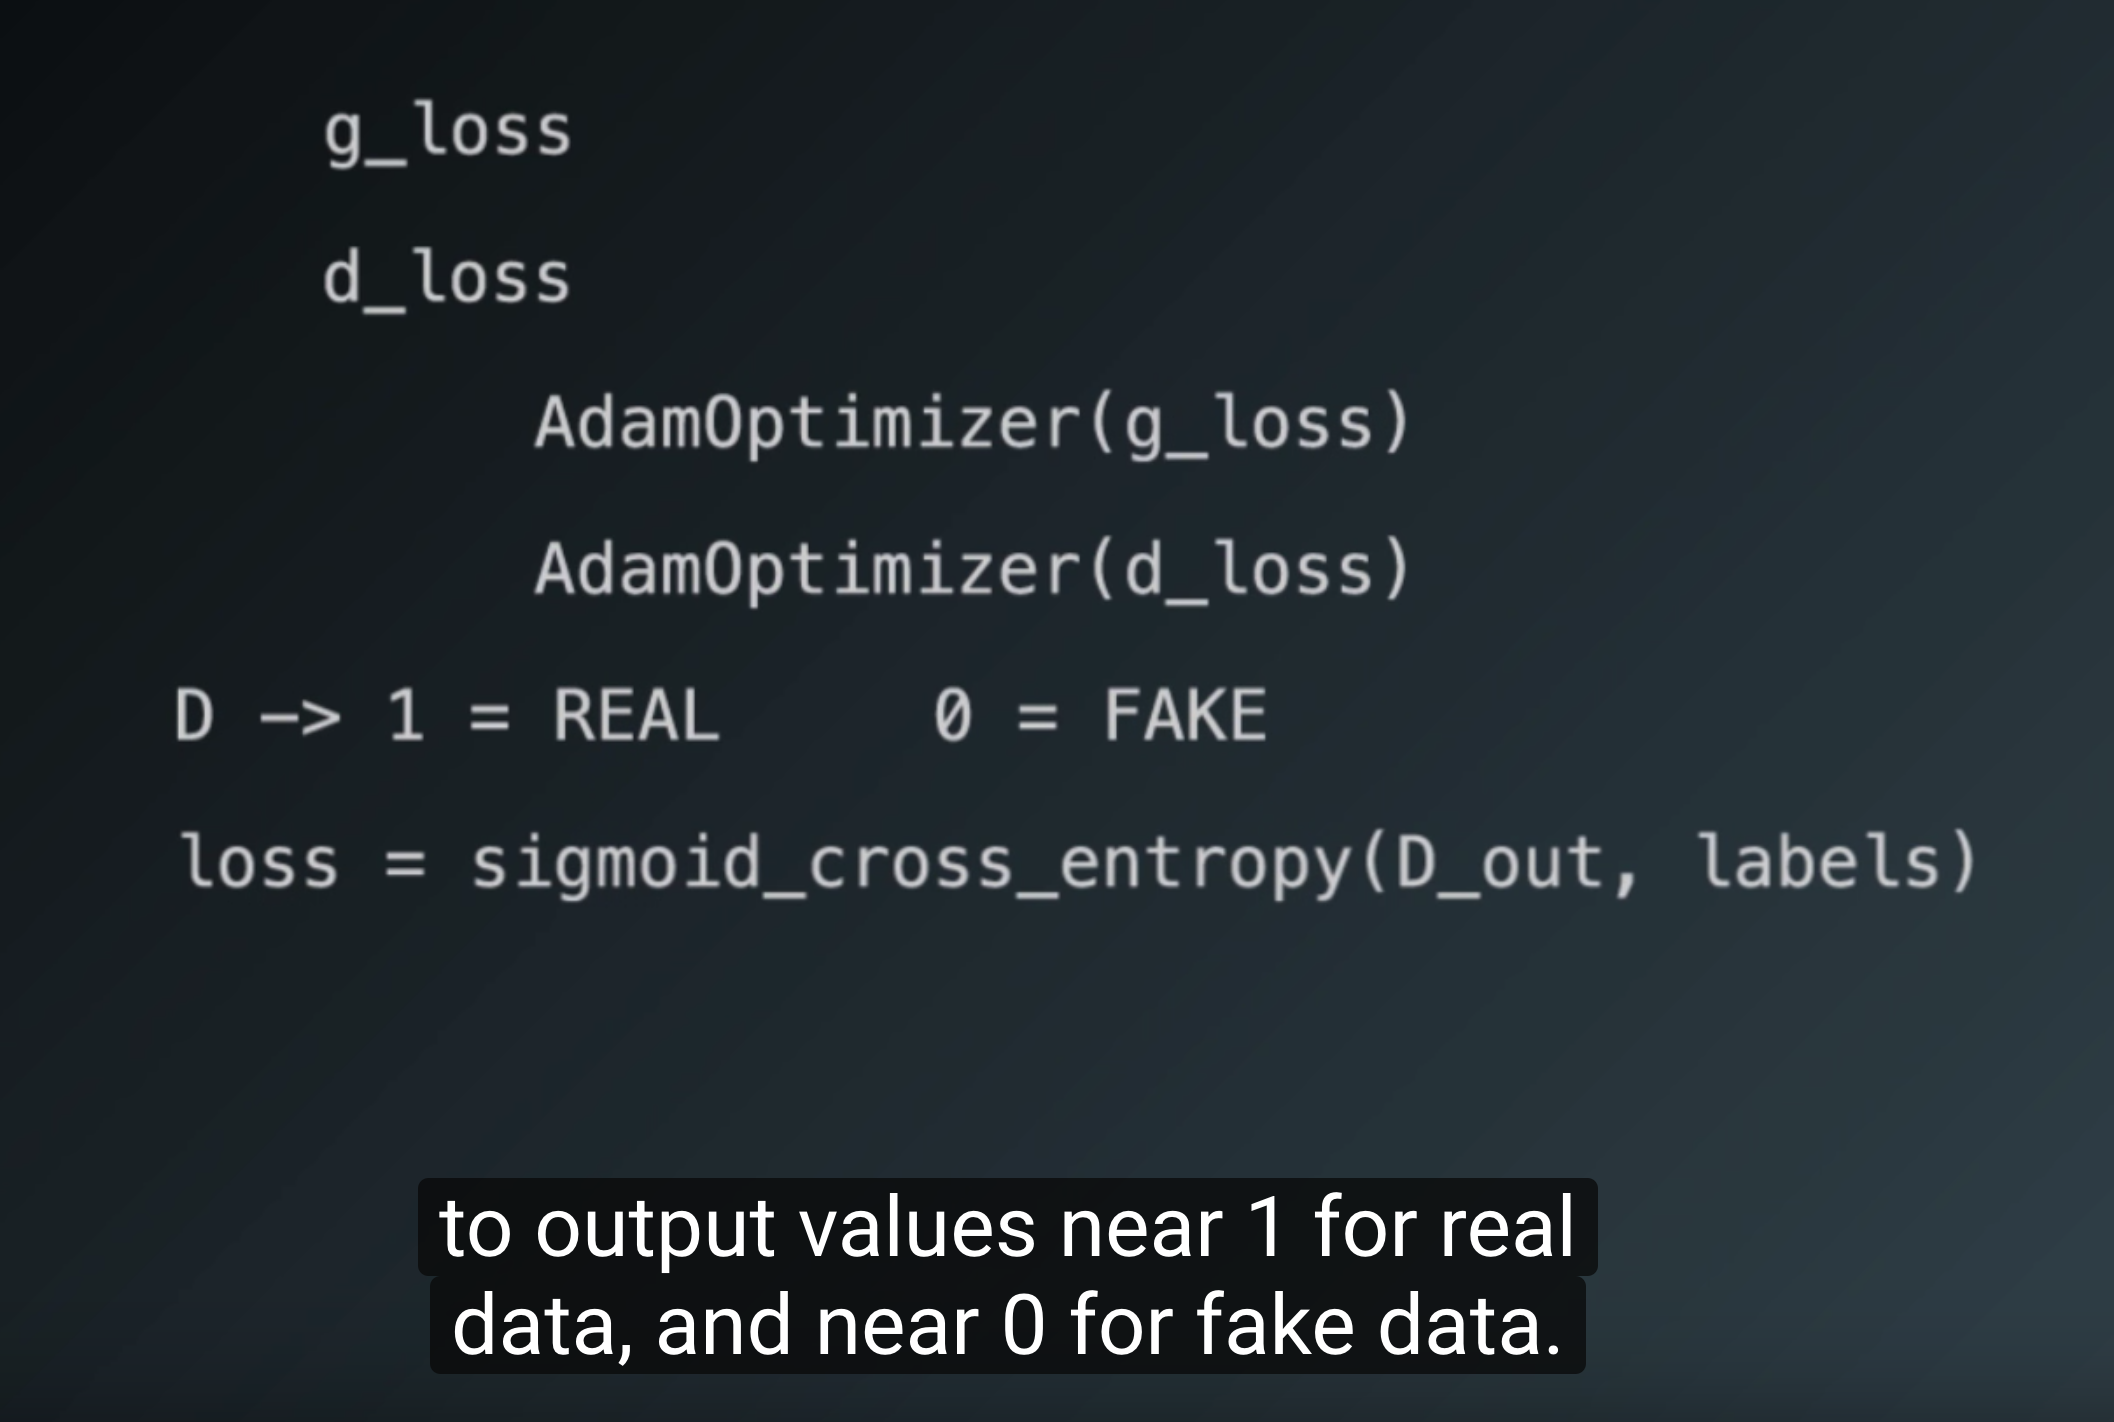 g_loss
d_loss
AdamOptimizer(g_loss)
AdamOptimizer(d_loss)
D —> 1 = REAL 0 = FAKE
loss = sigmoid_cross_entropy(D_out, labels)
to output values near 1 for real
data, and near 0 for fake data.